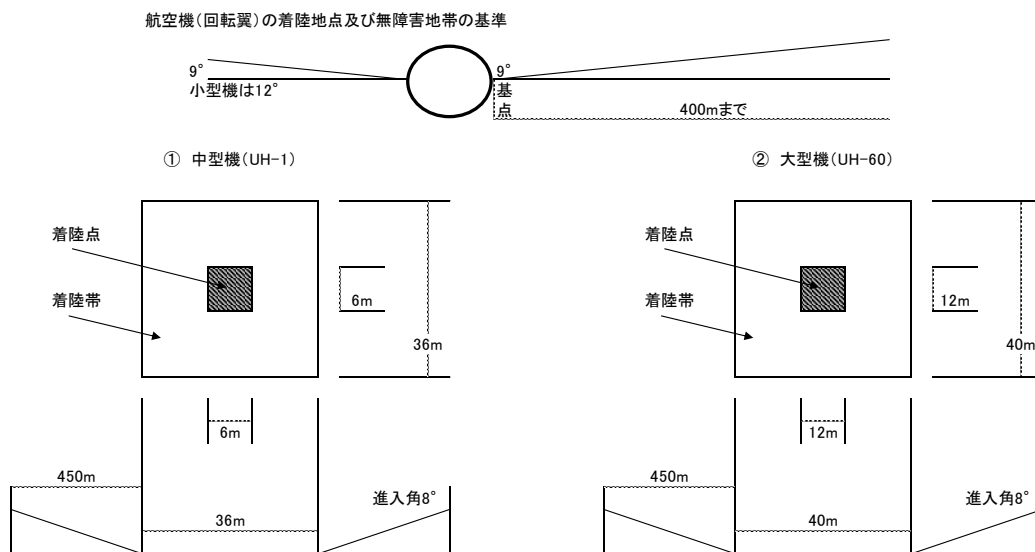 航空機(回転翼)の着陸地点及び無障害地帯の基準
9°
小型機は12°
9°
基
点
400mまで
① 中型機(UH-1)
② 大型機(UH-60)
着陸点
着陸帯
6m
36m
6m
450m
36m
進入角8°
着陸点
着陸帯
12m
40m
12m
450m
40m
進入角8°